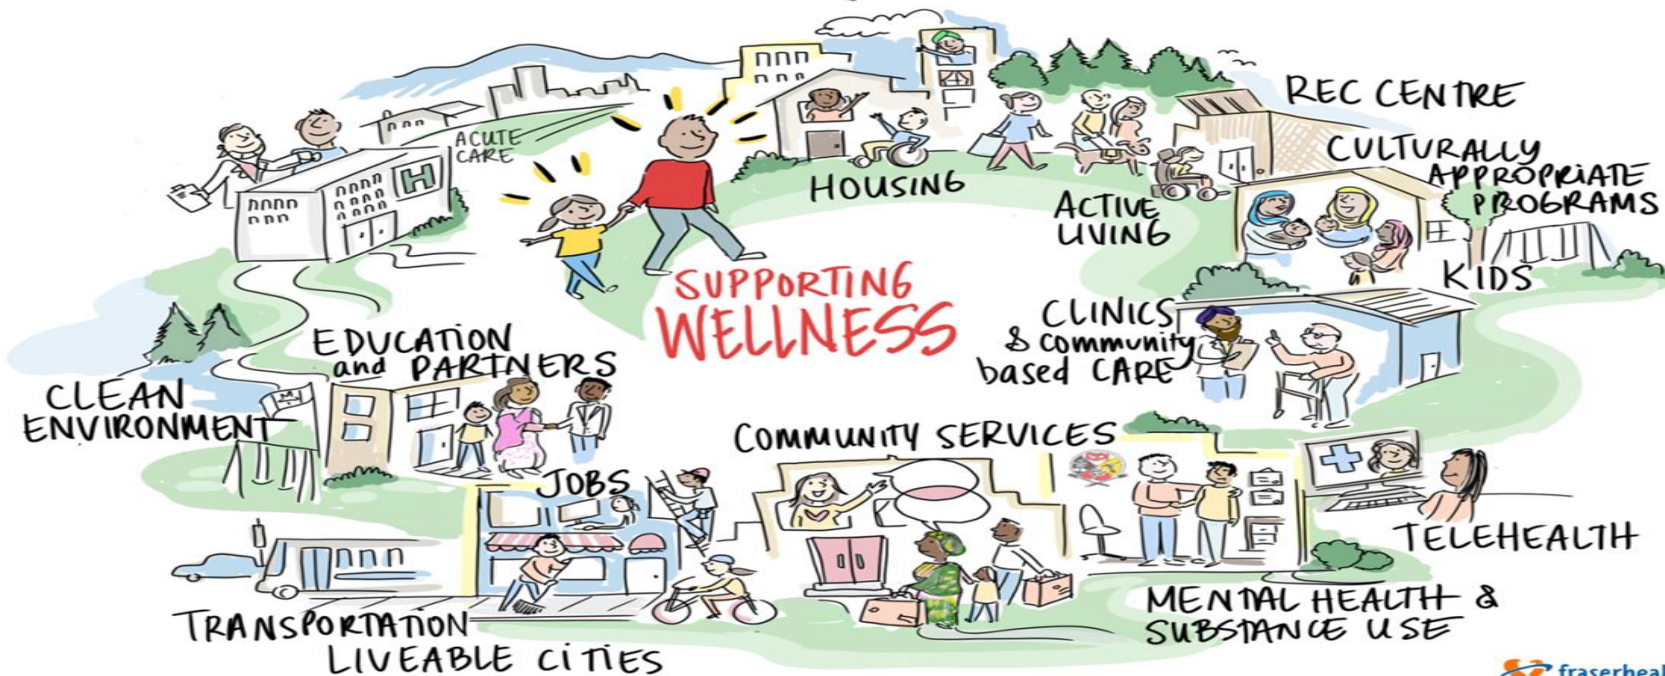 ACUTE
CARE
H
HOUSING
ACTIVE
LIVING
REC CENTRE
CULTURALLY
APPROPRIATE
PROGRAMS
KIDS
SUPPORTING
WELLNESS
CLINICS
& community
based CARE
EDUCATION
and PARTNERS
CLEAN
ENVIRONMENT
JOBS
COMMUNITY SERVICES
TELEHEALTH
MENTAL HEALTH &
SUBSTANCE USE
TRANSPORTATION
LIVEABLE CiTiES
fraserheal